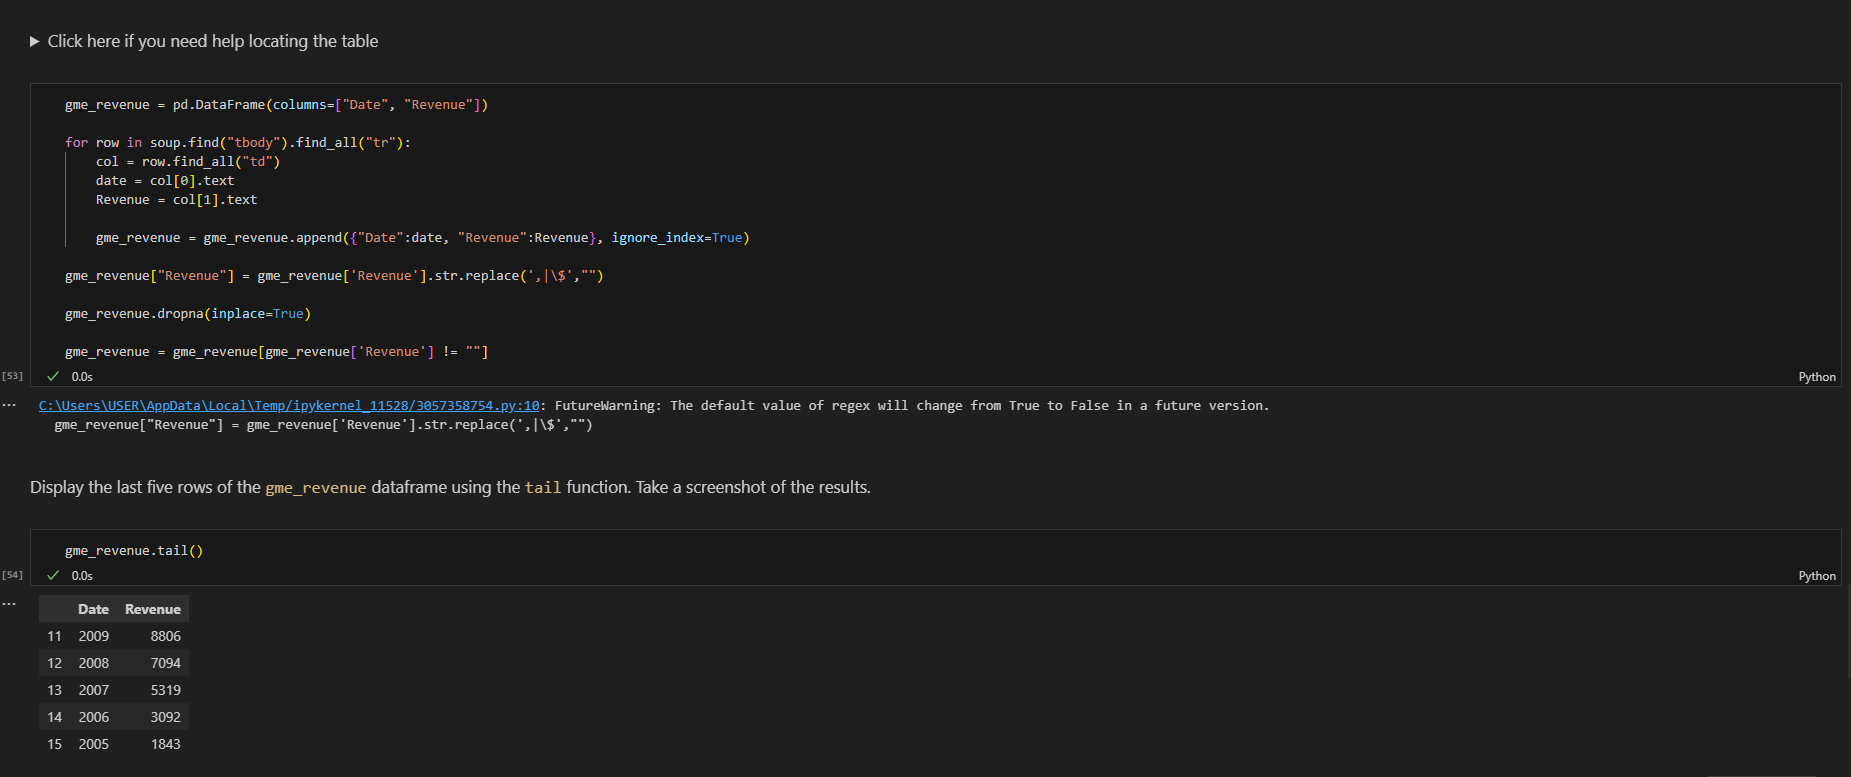 ▶ Click here if you need help locating the table
gme_revenue = pd.DataFrame(columns=["Date", "Revenue"])
for row in soup.find("tbody").find_all("tr"):
    col = row.find_all("td")
    date = col[0].text
    Revenue = col[1].text
    gme_revenue = gme_revenue.append({"Date":date, "Revenue":Revenue}, ignore_index=True)
gme_revenue["Revenue"] = gme_revenue['Revenue'].str.replace(',|\$',"")
gme_revenue.dropna(inplace=True)
gme_revenue = gme_revenue[gme_revenue['Revenue'] != ""]
[53] ✓ 0.0s Python
... C:\Users\USER\AppData\Local\Temp/ipykernel_11528/3057358754.py:10: FutureWarning: The default value of regex will change from True to False in a future version.
  gme_revenue["Revenue"] = gme_revenue['Revenue'].str.replace(',|\$',"")
Display the last five rows of the gme_revenue dataframe using the tail function. Take a screenshot of the results.
gme_revenue.tail()
[54] ✓ 0.0s Python
...
Date Revenue
11 2009 8806
12 2008 7094
13 2007 5319
14 2006 3092
15 2005 1843